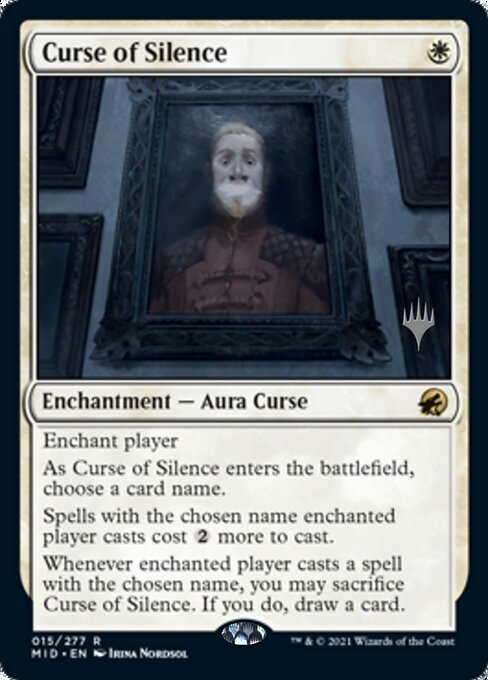 Curse of Silence
Enchantment — Aura Curse
Enchant player
As Curse of Silence enters the battlefield,
choose a card name.
Spells with the chosen name enchanted
player casts cost 2 more to cast.
Whenever enchanted player casts a spell
with the chosen name, you may sacrifice
Curse of Silence. If you do, draw a card.
015/277 R
MID • EN Irina Nordsol
™ & © 2021 Wizards of the Coast